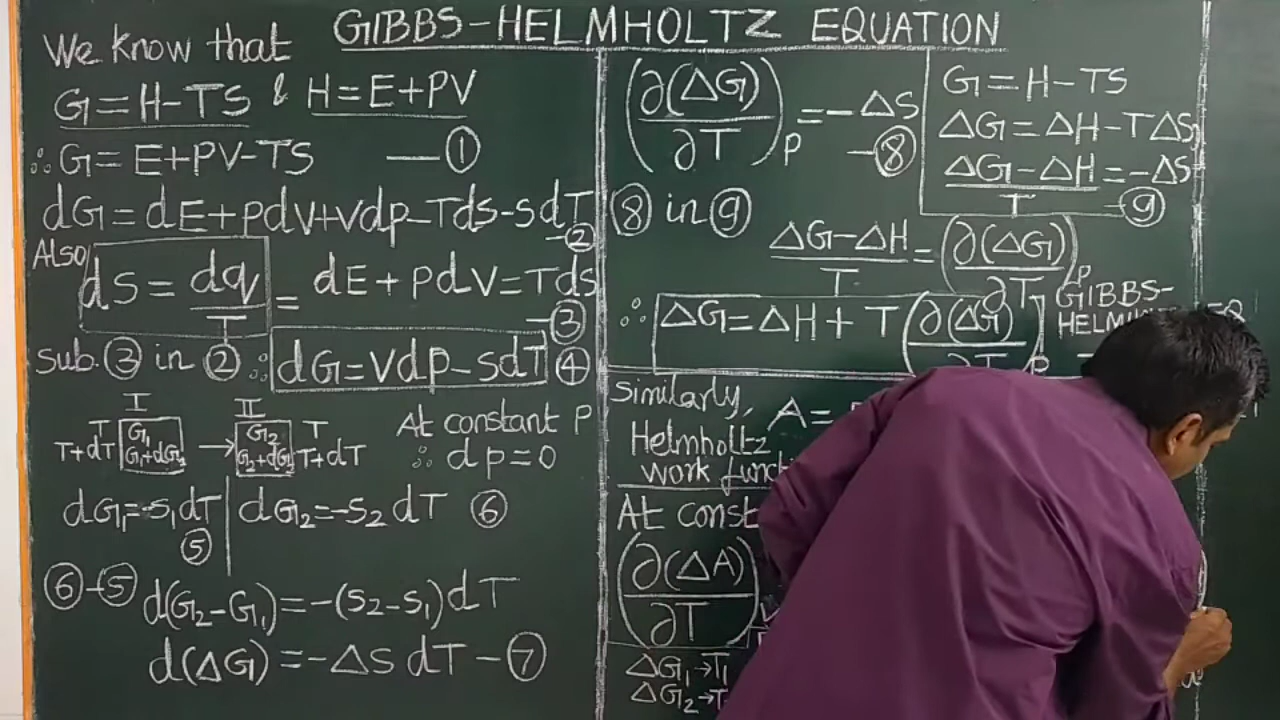 GIBBS-HELMHOLTZ EQUATION
We know that
G = H-TS & H = E+PV
∴ G = E+PV-TS — ①
dG = dE+PdV+Vdp-Tds-SdT -②
Also dS = dq/T = dE + PdV = Tds -③
sub. ③ in ② ∴ dG = Vdp - SdT ④
I II
T G₁ → G₂ T
T+dT G₁+dG₁ G₂+dG₂ T+dT
At constant P
∴ dp = 0
dG₁ = -S₁dT ⑤
dG₂ = -S₂dT ⑥
⑥-⑤ d(G₂-G₁) = -(S₂-S₁)dT
d(ΔG) = -ΔS dT - ⑦
(∂(ΔG)/∂T)P = -ΔS -⑧
G = H-TS
ΔG = ΔH-TΔS
ΔG-ΔH/T = -ΔS -⑨
⑧ in ⑨
ΔG-ΔH/T = (∂(ΔG)/∂T)P
∴ ΔG = ΔH + T(∂(ΔG)/∂T)P GIBBS-
Similarly, A =
Helmholtz
work
At
(∂(ΔA)/∂T)
ΔG₁→T₁
ΔG₂→T